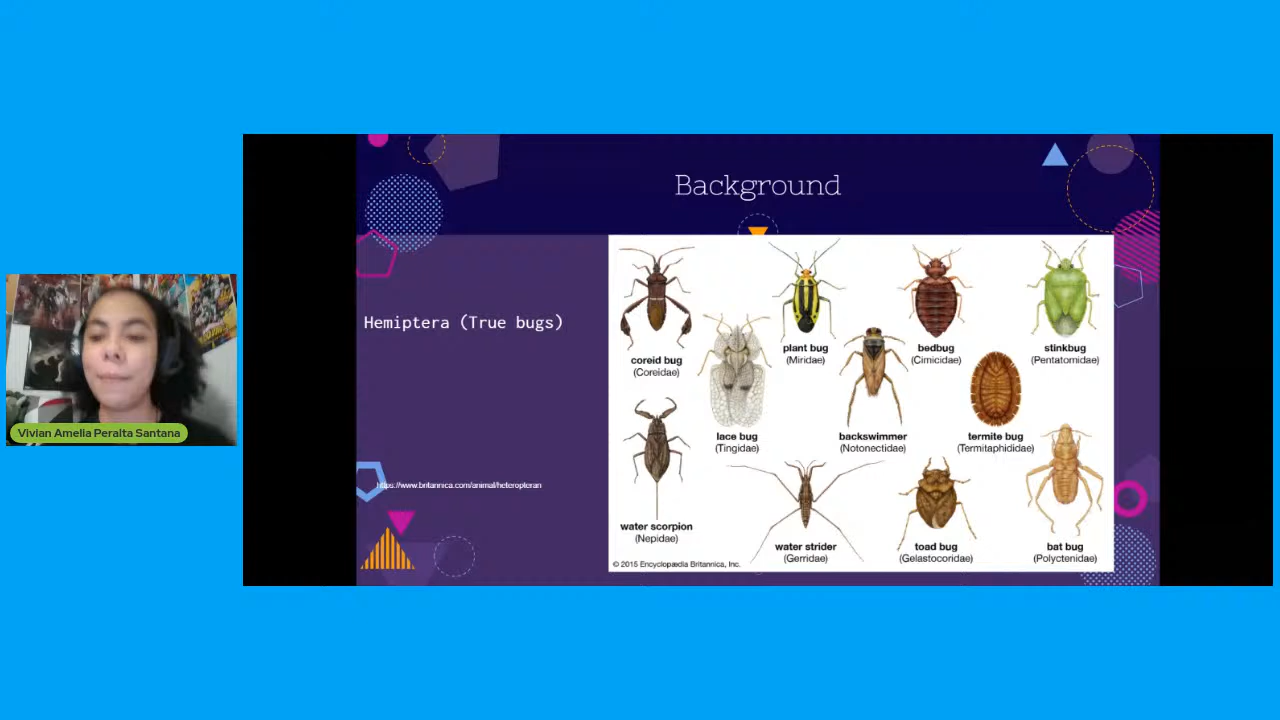 Background
Hemiptera (True bugs)
https://www.britannica.com/animal/heteropteran
coreid bug
(Coreidae)
plant bug
(Miridae)
bedbug
(Cimicidae)
stinkbug
(Pentatomidae)
lace bug
(Tingidae)
backswimmer
(Notonectidae)
termite bug
(Termitaphididae)
water scorpion
(Nepidae)
water strider
(Gerridae)
toad bug
(Gelastocoridae)
bat bug
(Polyctenidae)
© 2015 Encyclopædia Britannica, Inc.
Vivian Amelia Peralta Santana